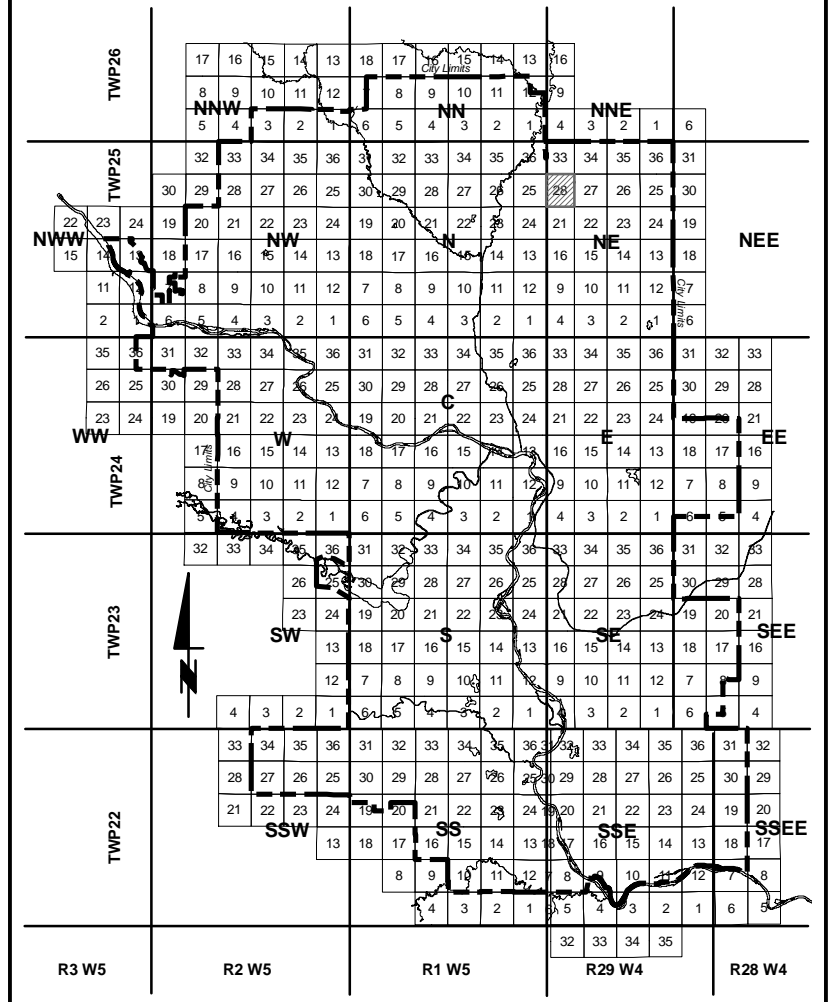 TWP26
17 16 15 14 13 18 17 16 15 14 13 16
City Limits
8 9 10 11 12 8 9 10 11 12 9
NNW NN NNE
5 4 3 2 1 6 5 4 3 2 1 4 3 2 1 6
TWP25
32 33 34 35 36 31 32 33 34 35 36 33 34 35 36 31
30 29 28 27 26 25 30 29 28 27 26 25 28 27 26 25 30
22 23 24 19 20 21 22 23 24 19 20 21 22 23 24 21 22 23 24 19
NWW NW N NE NEE
15 14 13 18 17 16 15 14 13 18 17 16 15 14 13 16 15 14 13 18
11 12 8 9 10 11 12 7 8 9 10 11 12 9 10 11 12 7
City Limits
2 1 6 5 4 3 2 1 6 5 4 3 2 1 4 3 2 1 6
35 36 31 32 33 34 35 36 31 32 33 34 35 36 33 34 35 36 31 32 33
26 25 30 29 28 27 26 25 30 29 28 27 26 25 28 27 26 25 30 29 28
C
23 24 19 20 21 22 23 24 19 20 21 22 23 24 21 22 23 24 19 20 21
WW W E EE
17 16 15 14 13 18 17 16 15 14 13 16 15 14 13 18 17 16
City Limits
TWP24
8 9 10 11 12 7 8 9 10 11 12 9 10 11 12 7 8 9
5 4 3 2 1 6 5 4 3 2 1 4 3 2 1 6 5 4
32 33 34 35 36 31 32 33 34 35 36 33 34 35 36 31 32 33
26 25 30 29 28 27 26 25 28 27 26 25 30 29 28
TWP23
23 24 19 20 21 22 23 24 21 22 23 24 19 20 21
SW S SE SEE
13 18 17 16 15 14 13 16 15 14 13 18 17 16
N
12 7 8 9 10 11 12 9 10 11 12 7 8 9
4 3 2 1 6 5 4 3 2 1 4 3 2 1 6 4
33 34 35 36 31 32 33 34 35 36 31 32 33 34 35 36 31 32
28 27 26 25 30 29 28 27 26 25 30 29 28 27 26 25 30 29
TWP22
21 22 23 24 19 20 21 22 23 24 19 20 21 22 23 24 19 20
SSW SS SSE SSEE
13 18 17 16 15 14 13 18 17 16 15 14 13 18 17
8 9 10 11 12 7 8 9 10 11 12 7 8
4 3 2 1 6 5 4 3 2 1 6 5
32 33 34 35
R3 W5 R2 W5 R1 W5 R29 W4 R28 W4